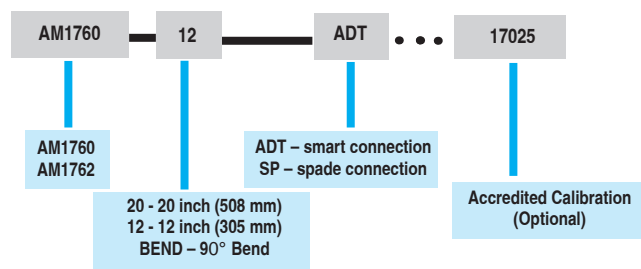 AM1760
12
ADT
17025
AM1760
AM1762
20 - 20 inch (508 mm)
12 - 12 inch (305 mm)
BEND – 90° Bend
ADT – smart connection
SP – spade connection
Accredited Calibration
(Optional)